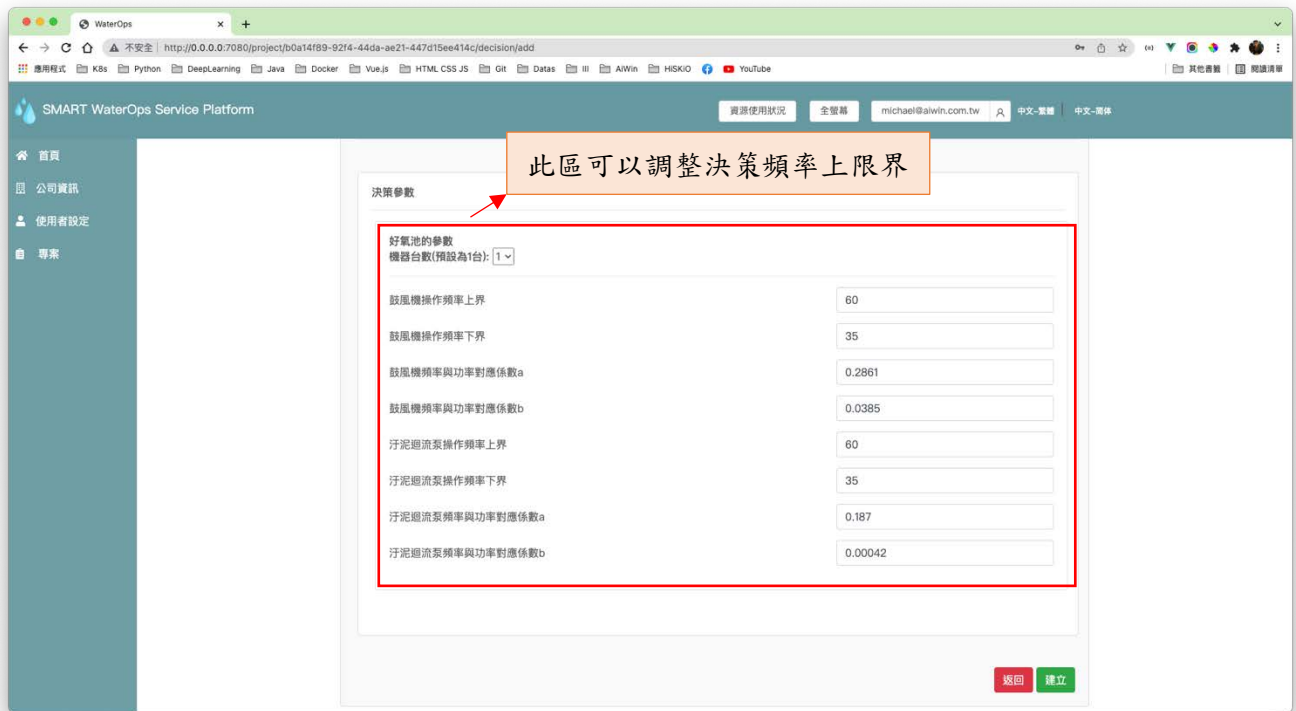 WaterOps
不安全 http://0.0.0.0:7080/project/b0a14f89-92f4-44da-ae21-447d15ee414c/decision/add
應用程式 K8s Python DeepLearning Java Docker Vue.js HTML CSS JS Git Datas III AiWin HiSKIO YouTube 其他書籤 閱讀清單
SMART WaterOps Service Platform 資源使用狀況 全螢幕 michael@aiwin.com.tw 中文-繁體 中文-简体
首頁
公司資訊
使用者設定
專案
此區可以調整決策頻率上限界
決策參數
好氧池的參數
機器台數(預設為1台): 1
鼓風機操作頻率上界 60
鼓風機操作頻率下界 35
鼓風機頻率與功率對應係數a 0.2861
鼓風機頻率與功率對應係數b 0.0385
汙泥迴流泵操作頻率上界 60
汙泥迴流泵操作頻率下界 35
汙泥迴流泵頻率與功率對應係數a 0.187
汙泥迴流泵頻率與功率對應係數b 0.00042
返回 建立